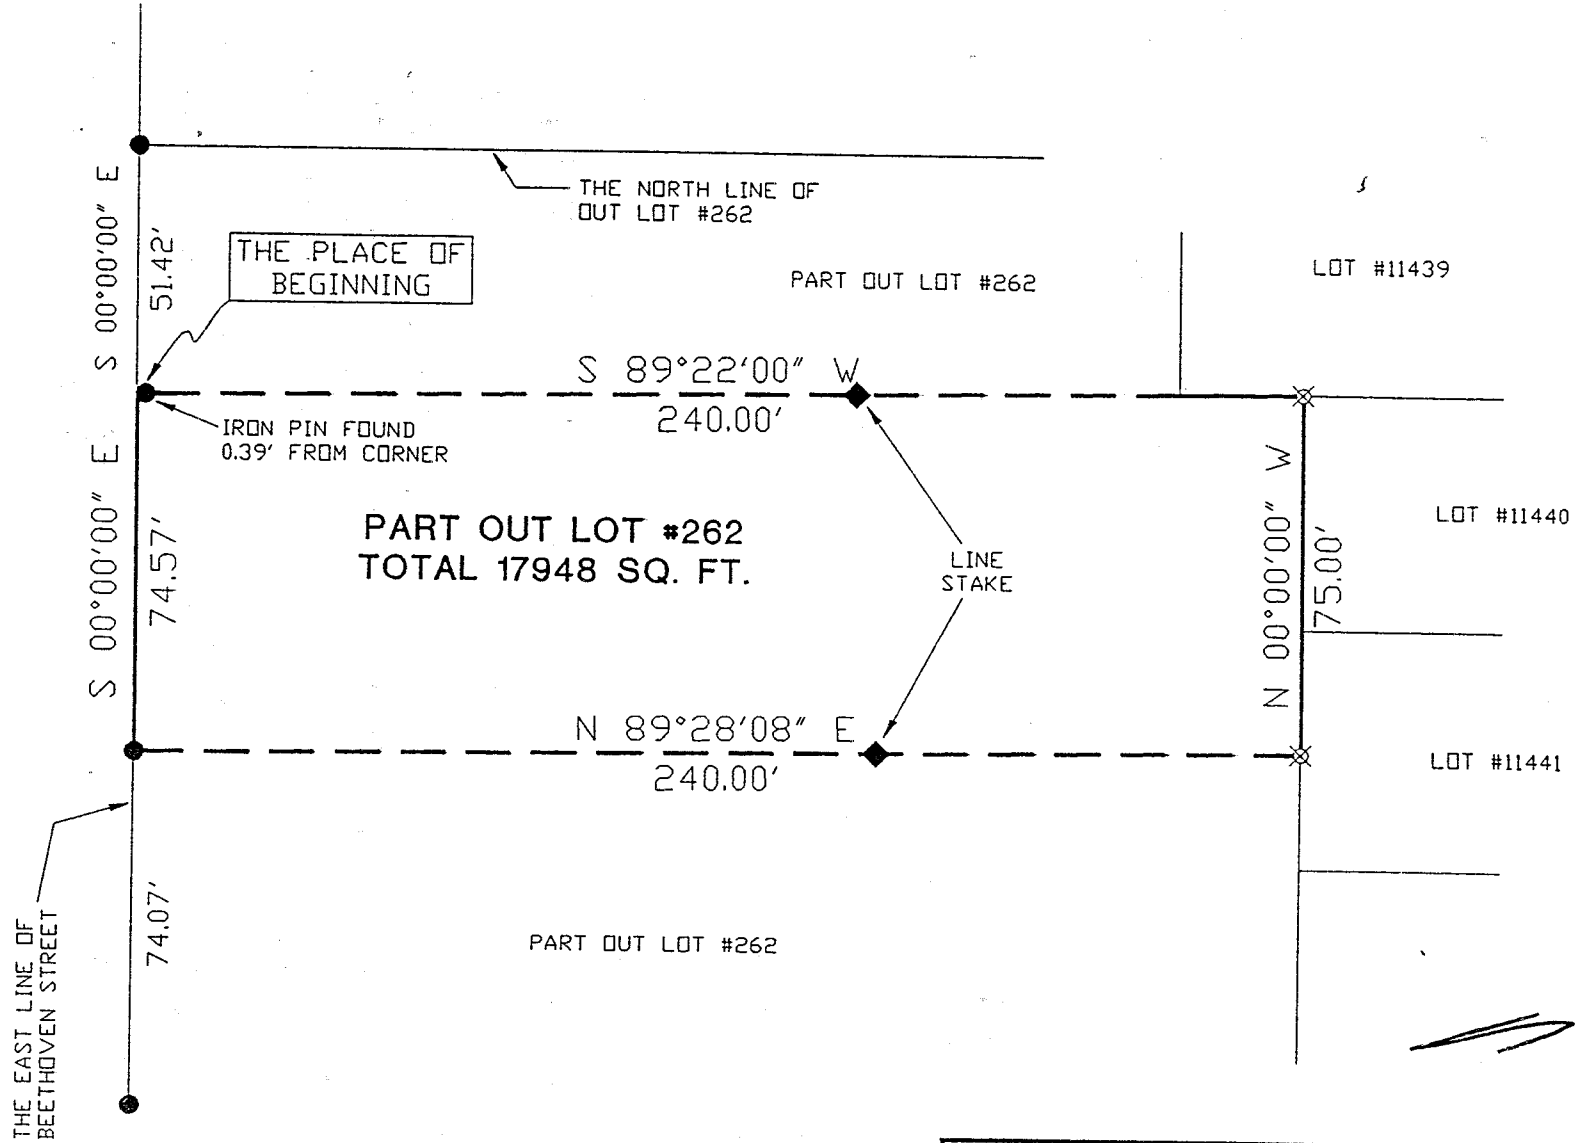 THE NORTH LINE OF
OUT LOT #262
S 00°00'00" E
51.42'
THE PLACE OF
BEGINNING
PART OUT LOT #262
LOT #11439
S 89°22'00" W
240.00'
IRON PIN FOUND
0.39' FROM CORNER
S 00°00'00" E
74.57'
PART OUT LOT #262
TOTAL 17948 SQ. FT.
LINE
STAKE
N 00°00'00" W
75.00'
LOT #11440
N 89°28'08" E
240.00'
LOT #11441
THE EAST LINE OF
BEETHOVEN STREET
74.07'
PART OUT LOT #262